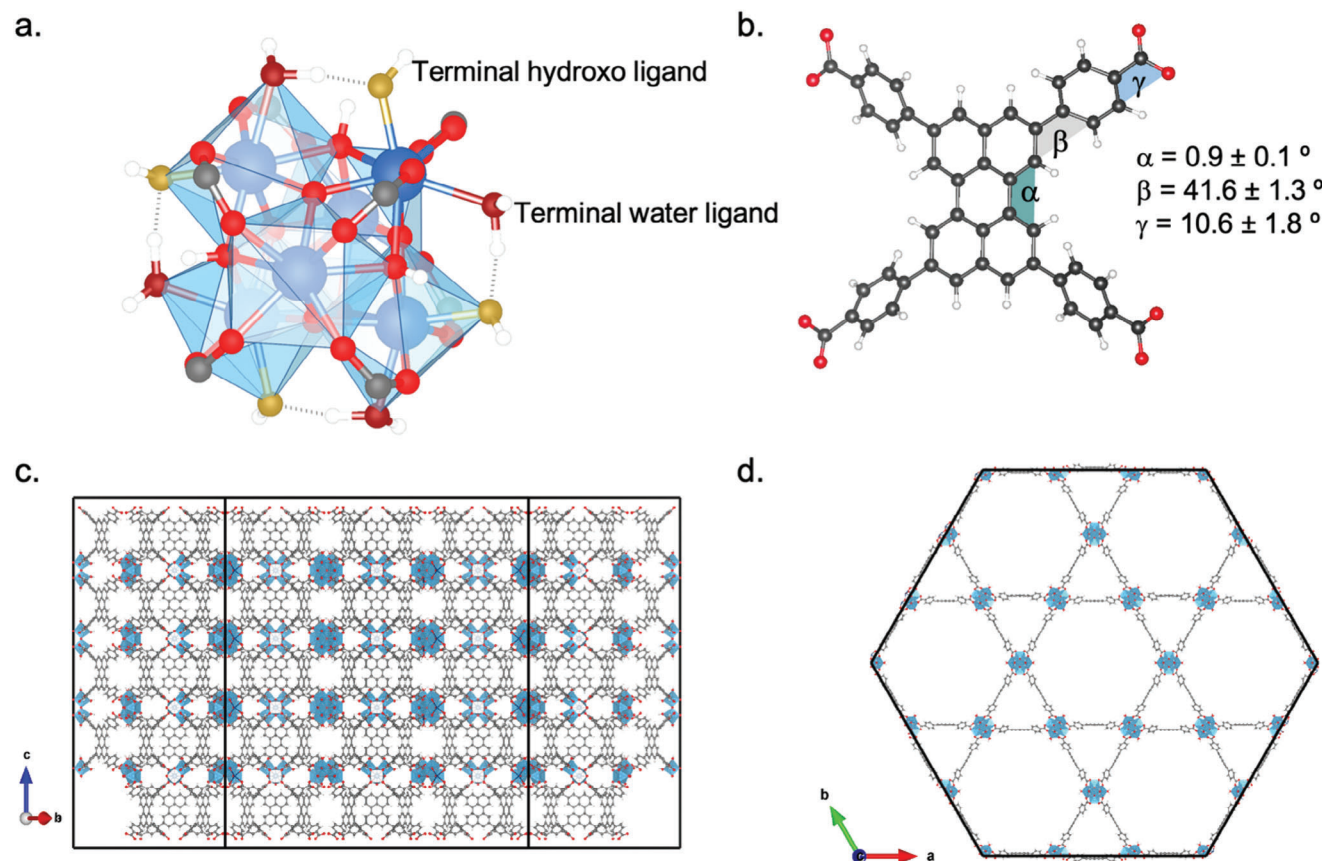 a.
Terminal hydroxo ligand
Terminal water ligand
b.
γ
β
α
α = 0.9 ± 0.1 º
β = 41.6 ± 1.3 º
γ = 10.6 ± 1.8 º
c.
c
b
d.
b
c
a